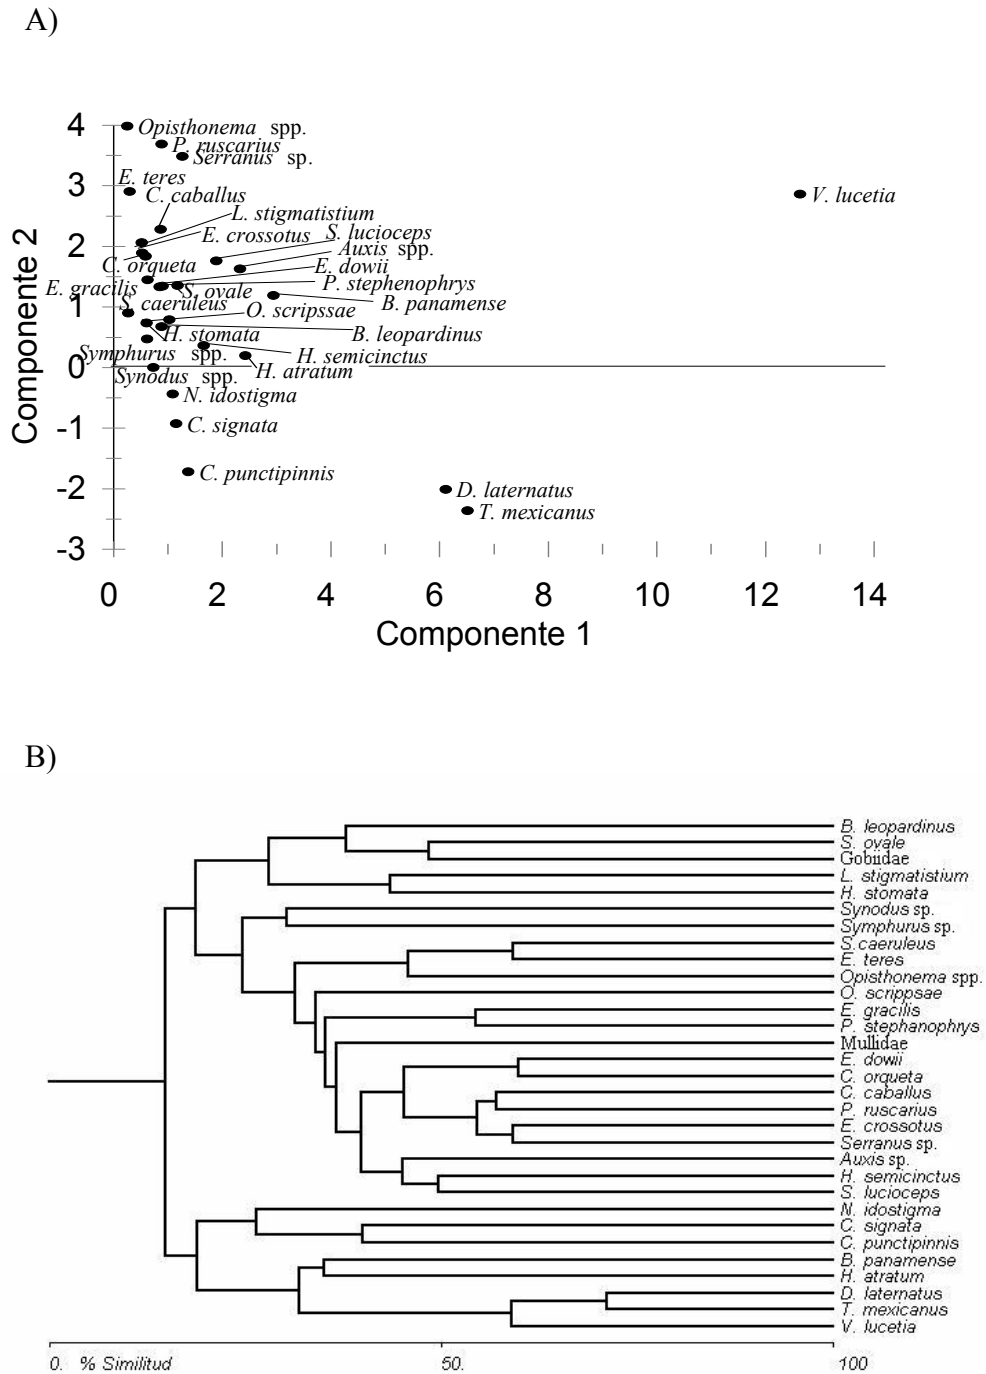 A)
4
Opisthonema spp.
P. ruscarius
Serranus sp.
E. teres
3
C. caballus
V. lucetia
L. stigmatistium
E. crossotus
S. lucioceps
2
Auxis spp.
C. orqueta
E. dowii
P. stephenophrys
E. gracilis
S. ovale
B. panamense
1
S. caeruleus
O. scripssae
H. stomata
B. leopardinus
Symphurus spp.
H. semicinctus
0
Synodus spp.
H. atratum
N. idostigma
-1
C. signata
C. punctipinnis
-2
D. laternatus
T. mexicanus
-3
Componente 2
0 2 4 6 8 10 12 14
Componente 1
B)
B. leopardinus
S. ovale
Gobiidae
L. stigmatistium
H. stomata
Synodus sp.
Symphurus sp.
S.caeruleus
E. teres
Opisthonema spp.
O. scrippsae
E. gracilis
P. stephanophrys
Mullidae
E. dowii
C. orqueta
C. caballus
P. ruscarius
E. crossotus
Serranus sp.
Auxis sp.
H. semicinctus
S. lucioceps
N. idostigma
C. signata
C. punctipinnis
B. panamense
H. atratum
D. laternatus
T. mexicanus
V. lucetia
0. % Similitud 50. 100